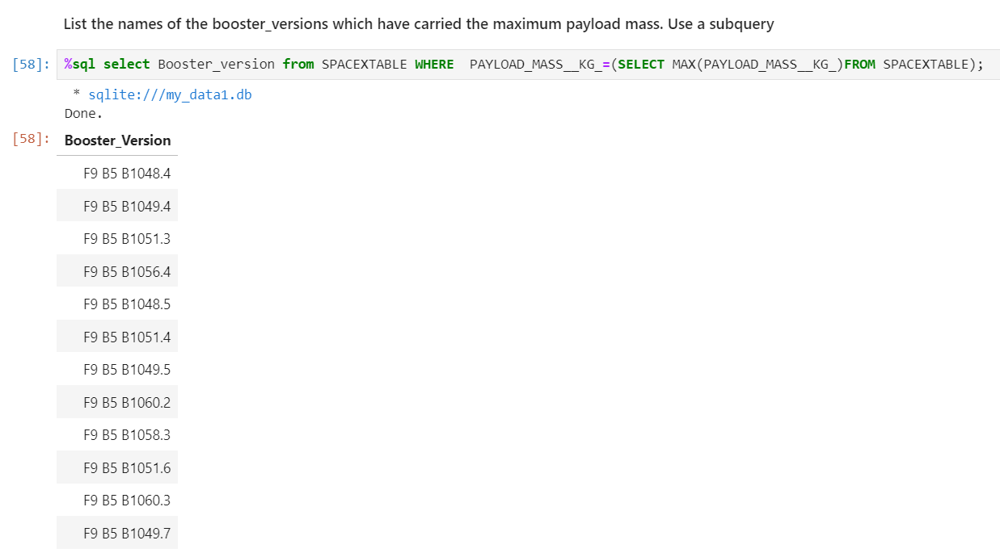 List the names of the booster_versions which have carried the maximum payload mass. Use a subquery
[58]: %sql select Booster_version from SPACEXTABLE WHERE  PAYLOAD_MASS__KG_=(SELECT MAX(PAYLOAD_MASS__KG_)FROM SPACEXTABLE);
* sqlite:///my_data1.db
Done.
[58]: Booster_Version
F9 B5 B1048.4
F9 B5 B1049.4
F9 B5 B1051.3
F9 B5 B1056.4
F9 B5 B1048.5
F9 B5 B1051.4
F9 B5 B1049.5
F9 B5 B1060.2
F9 B5 B1058.3
F9 B5 B1051.6
F9 B5 B1060.3
F9 B5 B1049.7